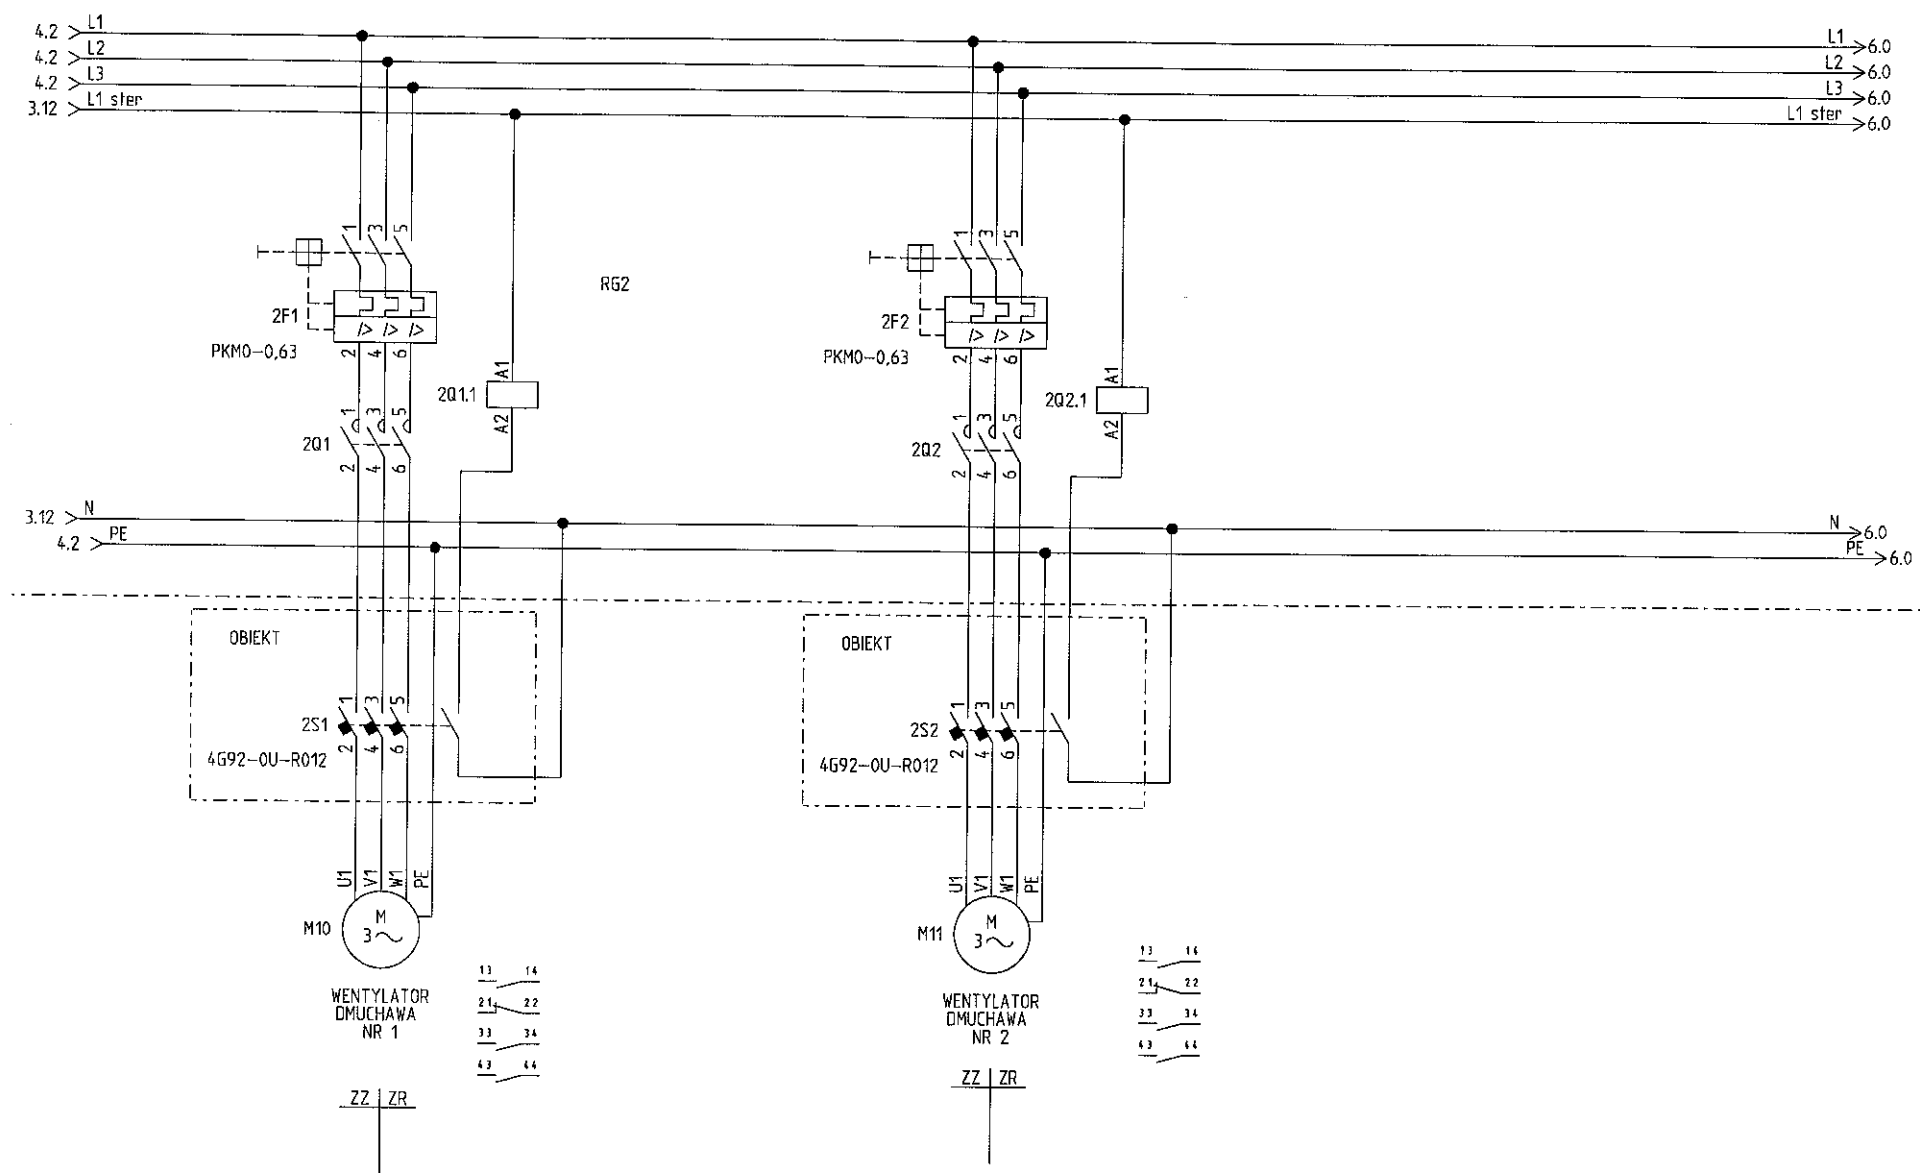 4.2 L1 L1 6.0
4.2 L2 L2 6.0
4.2 L3 L3 6.0
3.12 L1 ster L1 ster 6.0
1 3 5
1 3 5
RG2
2F1
I> I> I>
PKM0-0,63
2 4 6
2F2
I> I> I>
PKM0-0,63
2 4 6
2Q1.1
A1
A2
2Q2.1
A1
A2
2Q1
1 3 5
2 4 6
2Q2
1 3 5
2 4 6
3.12 N N 6.0
4.2 PE PE 6.0
OBIEKT
OBIEKT
2S1
1 3 5
2 4 6
4G92-0U-R012
2S2
1 3 5
2 4 6
4G92-0U-R012
U1 V1 W1 PE
U1 V1 W1 PE
M10
M
3~
M11
M
3~
WENTYLATOR
DMUCHAWA
NR 1
13 14
21 22
33 34
43 44
WENTYLATOR
DMUCHAWA
NR 2
13 14
21 22
33 34
43 44
ZZ ZR
ZZ ZR